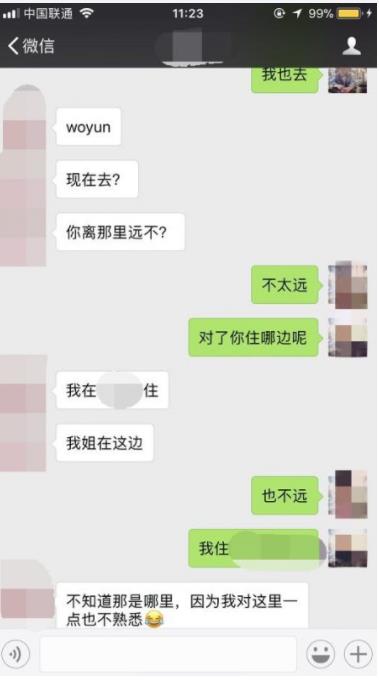 中国联通
11:23
99%
微信
我也去
woyun
现在去?
你离那里远不?
不太远
对了你住哪边呢
我在
住
我姐在这边
也不远
我住
不知道那是哪里，因为我对这里一
点也不熟悉😂